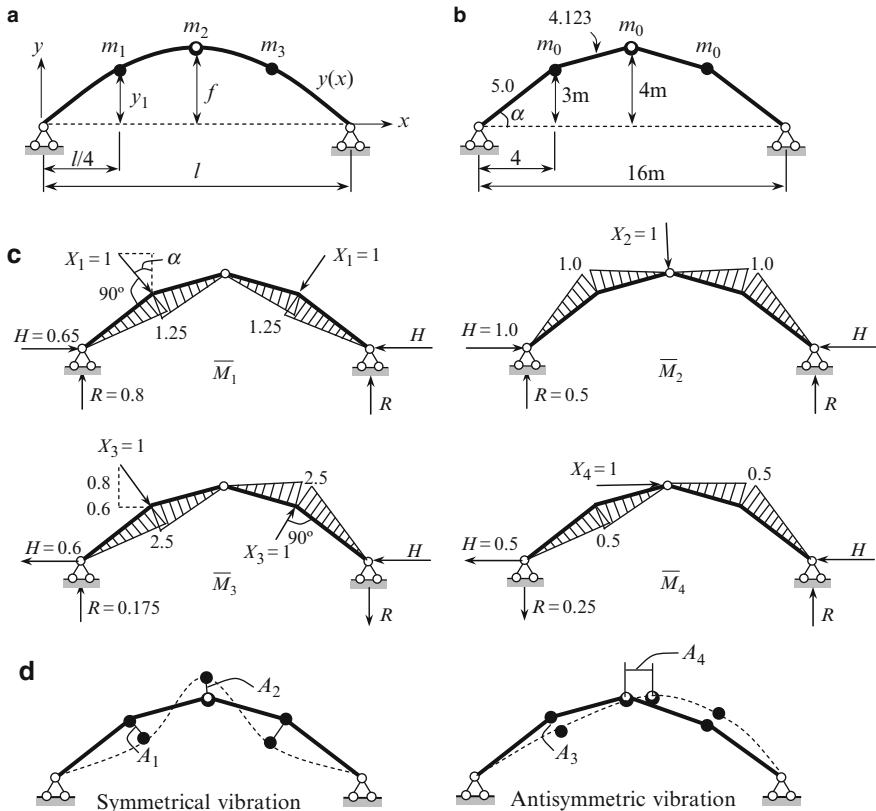 a
y
m₁
m₂
m₃
y₁
f
y(x)
x
l/4
l
b
4.123
m₀
m₀
m₀
5.0
α
3m
4m
4
16m
c
X₁ = 1
α
90°
X₁ = 1
1.25
1.25
H = 0.65
H
M̅₁
R = 0.8
R
X₂ = 1
1.0
1.0
H = 1.0
H
M̅₂
R = 0.5
R
X₃ = 1
0.8
0.6
2.5
2.5
X₃ = 1
90°
H = 0.6
H
M̅₃
R = 0.175
R
X₄ = 1
0.5
0.5
H = 0.5
H
M̅₄
R = 0.25
R
d
A₂
A₁
Symmetrical vibration
A₄
A₃
Antisymmetric vibration